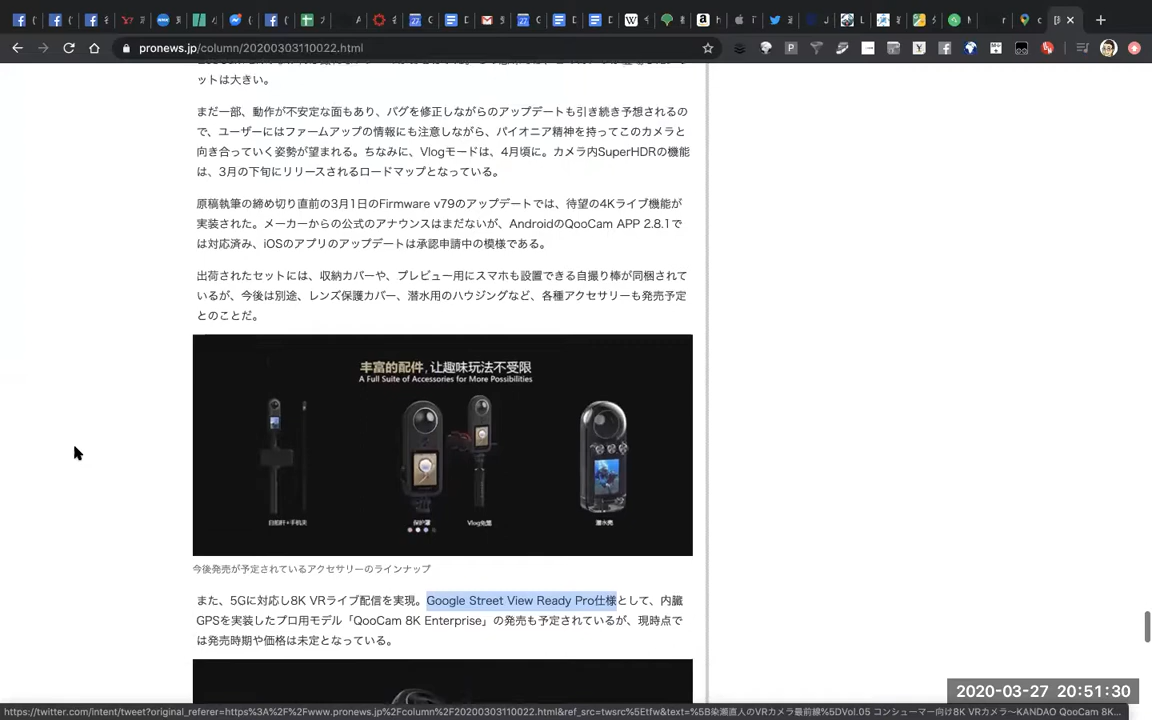 pronews.jp/column/20200303110022.html
ットは大きい。
まだ一部、動作が不安定な面もあり、バグを修正しながらのアップデートも引き続き予想されるの
で、ユーザーにはファームアップの情報にも注意しながら、パイオニア精神を持ってこのカメラと
向き合っていく姿勢が望まれる。ちなみに、Vlogモードは、4月頃に。カメラ内SuperHDRの機能
は、3月の下旬にリリースされるロードマップとなっている。
原稿執筆の締め切り直前の3月1日のFirmware v79のアップデートでは、待望の4Kライブ機能が
実装された。メーカーからの公式のアナウンスはまだないが、AndroidのQooCam APP 2.8.1で
は対応済み、iOSのアプリのアップデートは承認申請中の模様である。
出荷されたセットには、収納カバーや、プレビュー用にスマホも設置できる自撮り棒が同梱されて
いるが、今後は別途、レンズ保護カバー、潜水用のハウジングなど、各種アクセサリーも発売予定
とのことだ。
丰富的配件，让趣味玩法不受限
A Full Suite of Accessories for More Possibilities
自拍杆+手机夹
保护罩
Vlog兔笼
潜水壳
今後発売が予定されているアクセサリーのラインナップ
また、5Gに対応し8K VRライブ配信を実現。Google Street View Ready Pro仕様として、内臓
GPSを実装したプロ用モデル「QooCam 8K Enterprise」の発売も予定されているが、現時点で
は発売時期や価格は未定となっている。
2020-03-27 20:51:30
https://twitter.com/intent/tweet?original_referer=https%3A%2F%2Fwww.pronews.jp%2Fcolumn%2F20200303110022.html&ref_src=twsrc%5Etfw&text=%5B染瀬直人のVRカメラ最前線%5DVol.05 コンシューマー向け8K VRカメラ～KANDAO QooCam 8K...